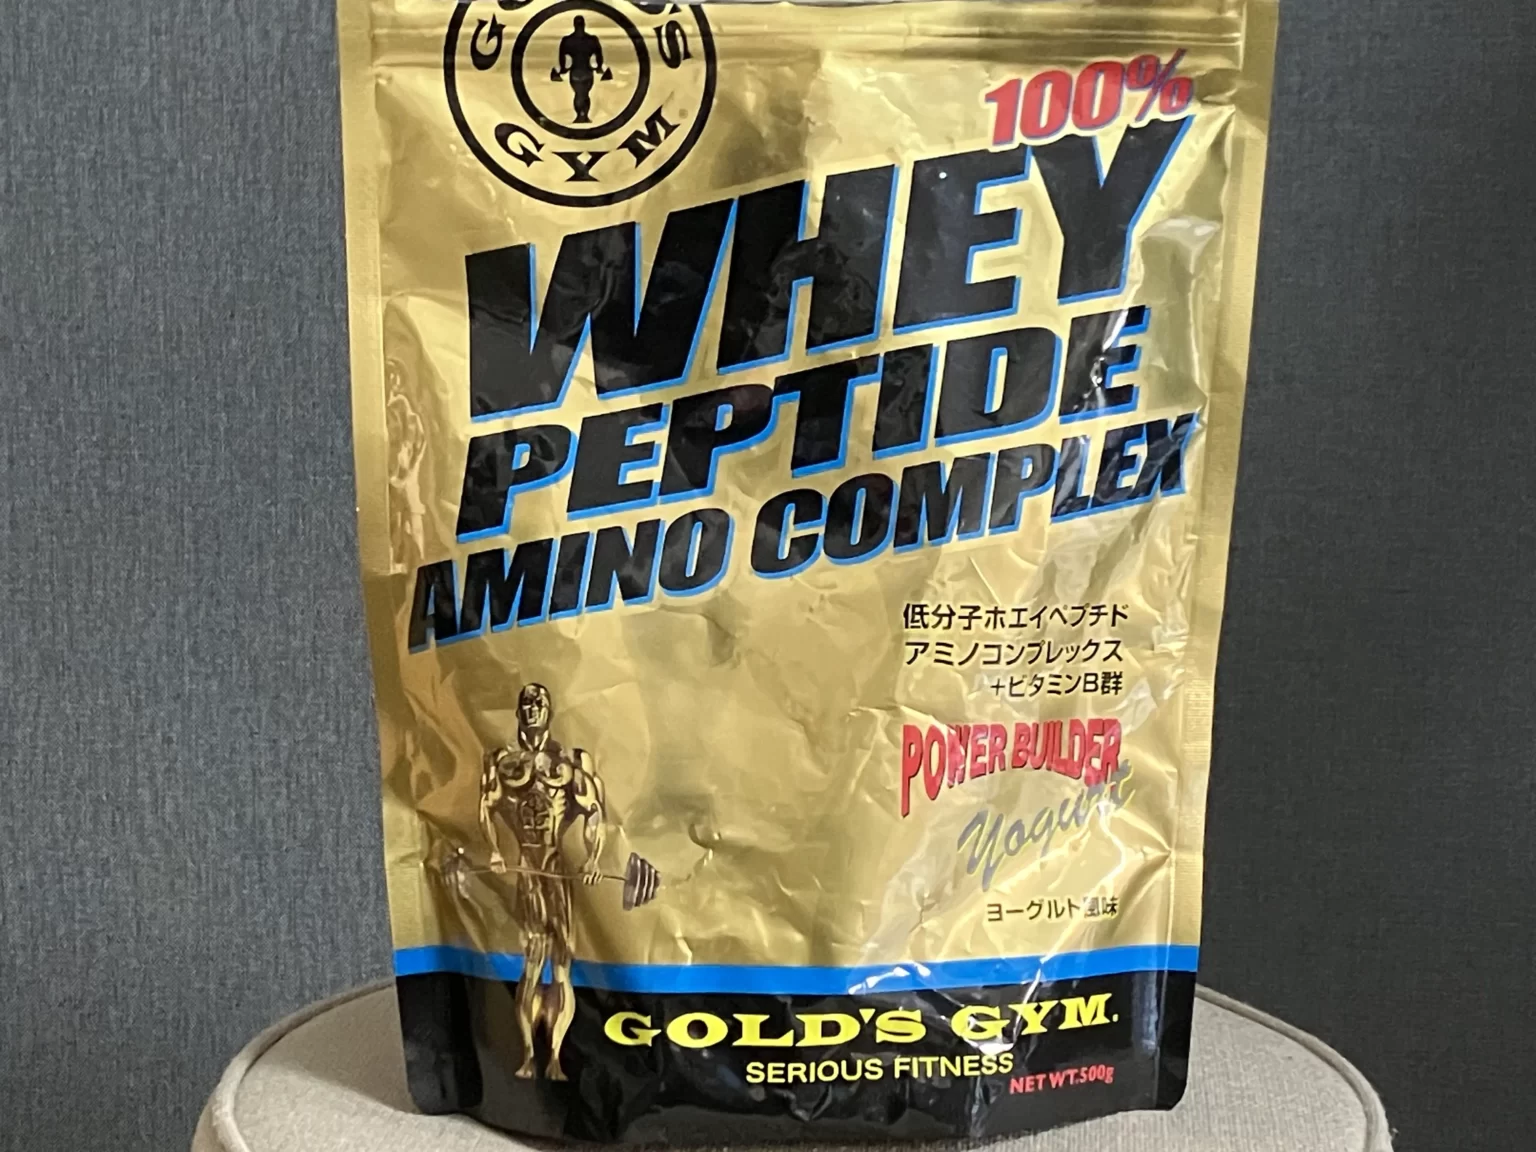 GOLD'S
GYM
100%
WHEY
PEPTIDE
AMINO COMPLEX
低分子ホエイペプチド
アミノコンプレックス
+ビタミンB群
POWER BUILDER
Yogurt
ヨーグルト風味
GOLD'S GYM.
SERIOUS FITNESS
NET WT.500g